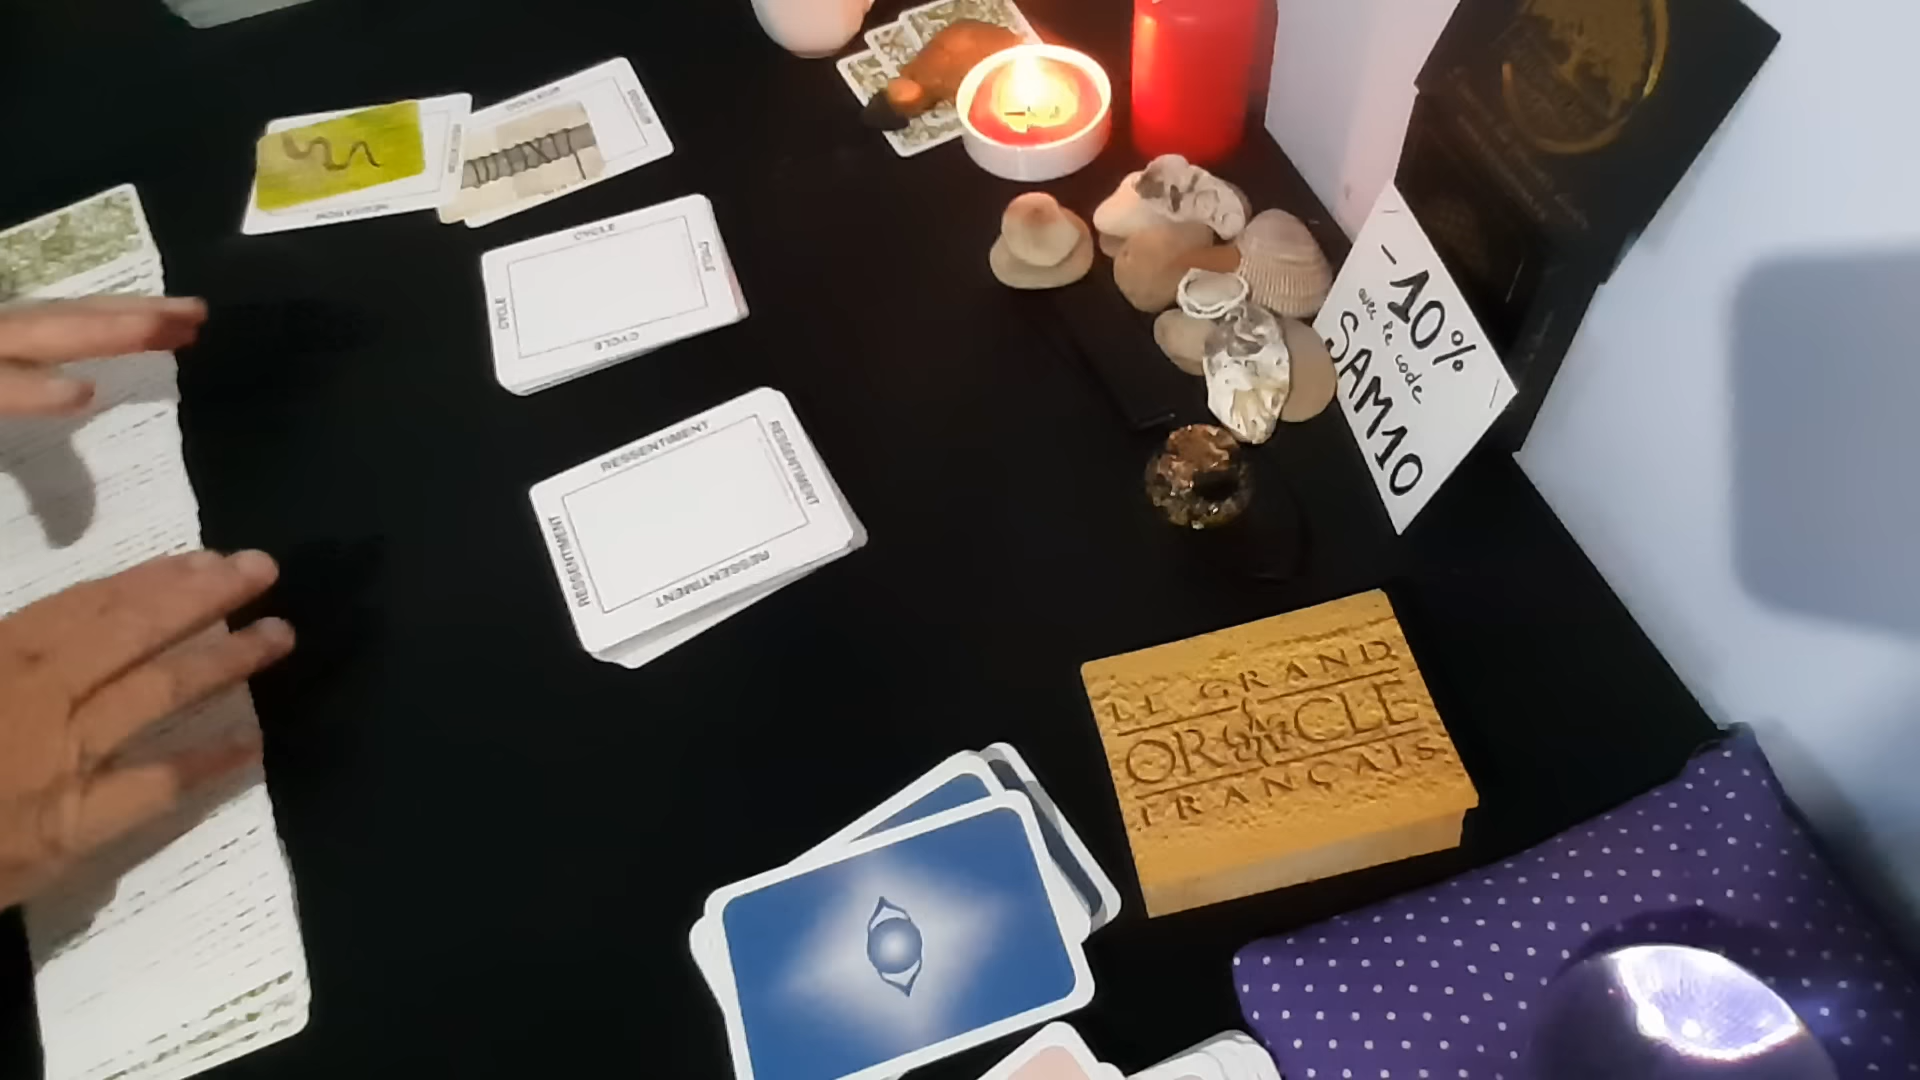 CYCLE
CYCLE
CYCLE
CYCLE
RESSENTIMENT
RESSENTIMENT
RESSENTIMENT
RESSENTIMENT
-10%
avec le code
SAM10
LE GRAND
ORACLE
FRANÇAIS